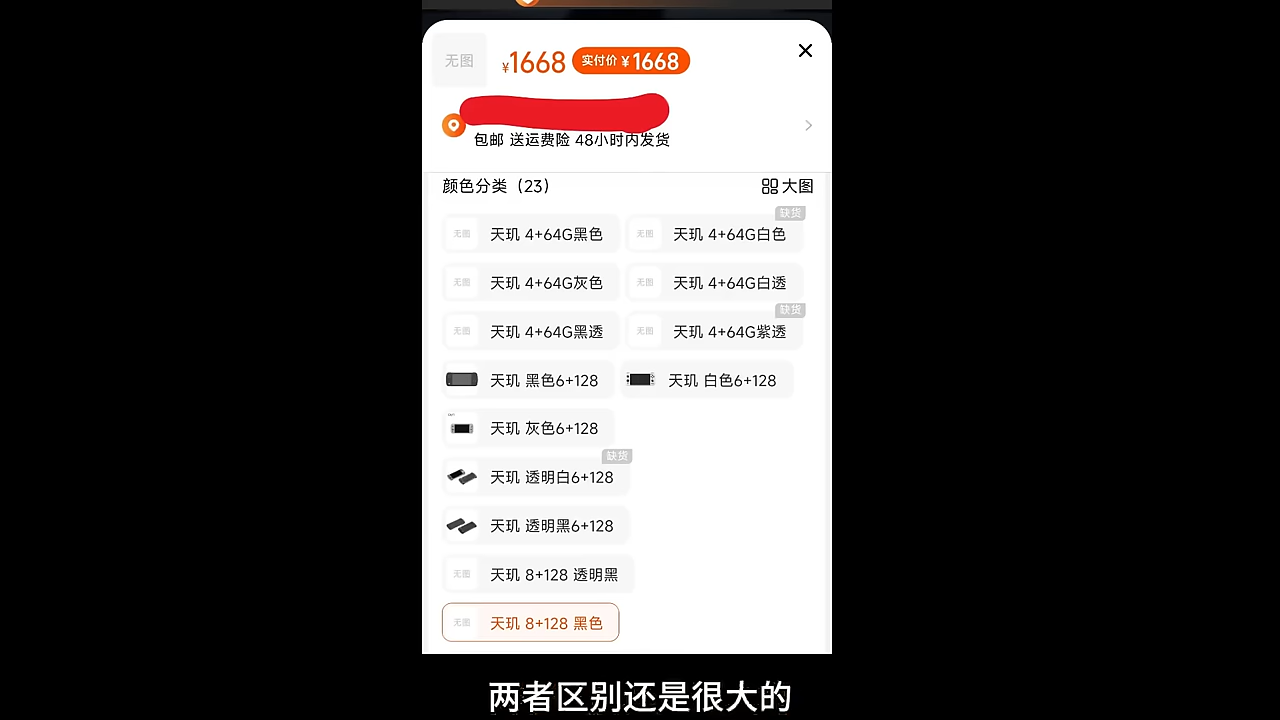 无图
¥1668 实付价 ¥1668
包邮 送运费险 48小时内发货
颜色分类（23）
大图
缺货
无图 天玑 4+64G黑色
无图 天玑 4+64G白色
无图 天玑 4+64G灰色
无图 天玑 4+64G白透
缺货
无图 天玑 4+64G黑透
无图 天玑 4+64G紫透
天玑 黑色6+128
天玑 白色6+128
天玑 灰色6+128
缺货
天玑 透明白6+128
天玑 透明黑6+128
无图 天玑 8+128 透明黑
无图 天玑 8+128 黑色
两者区别还是很大的